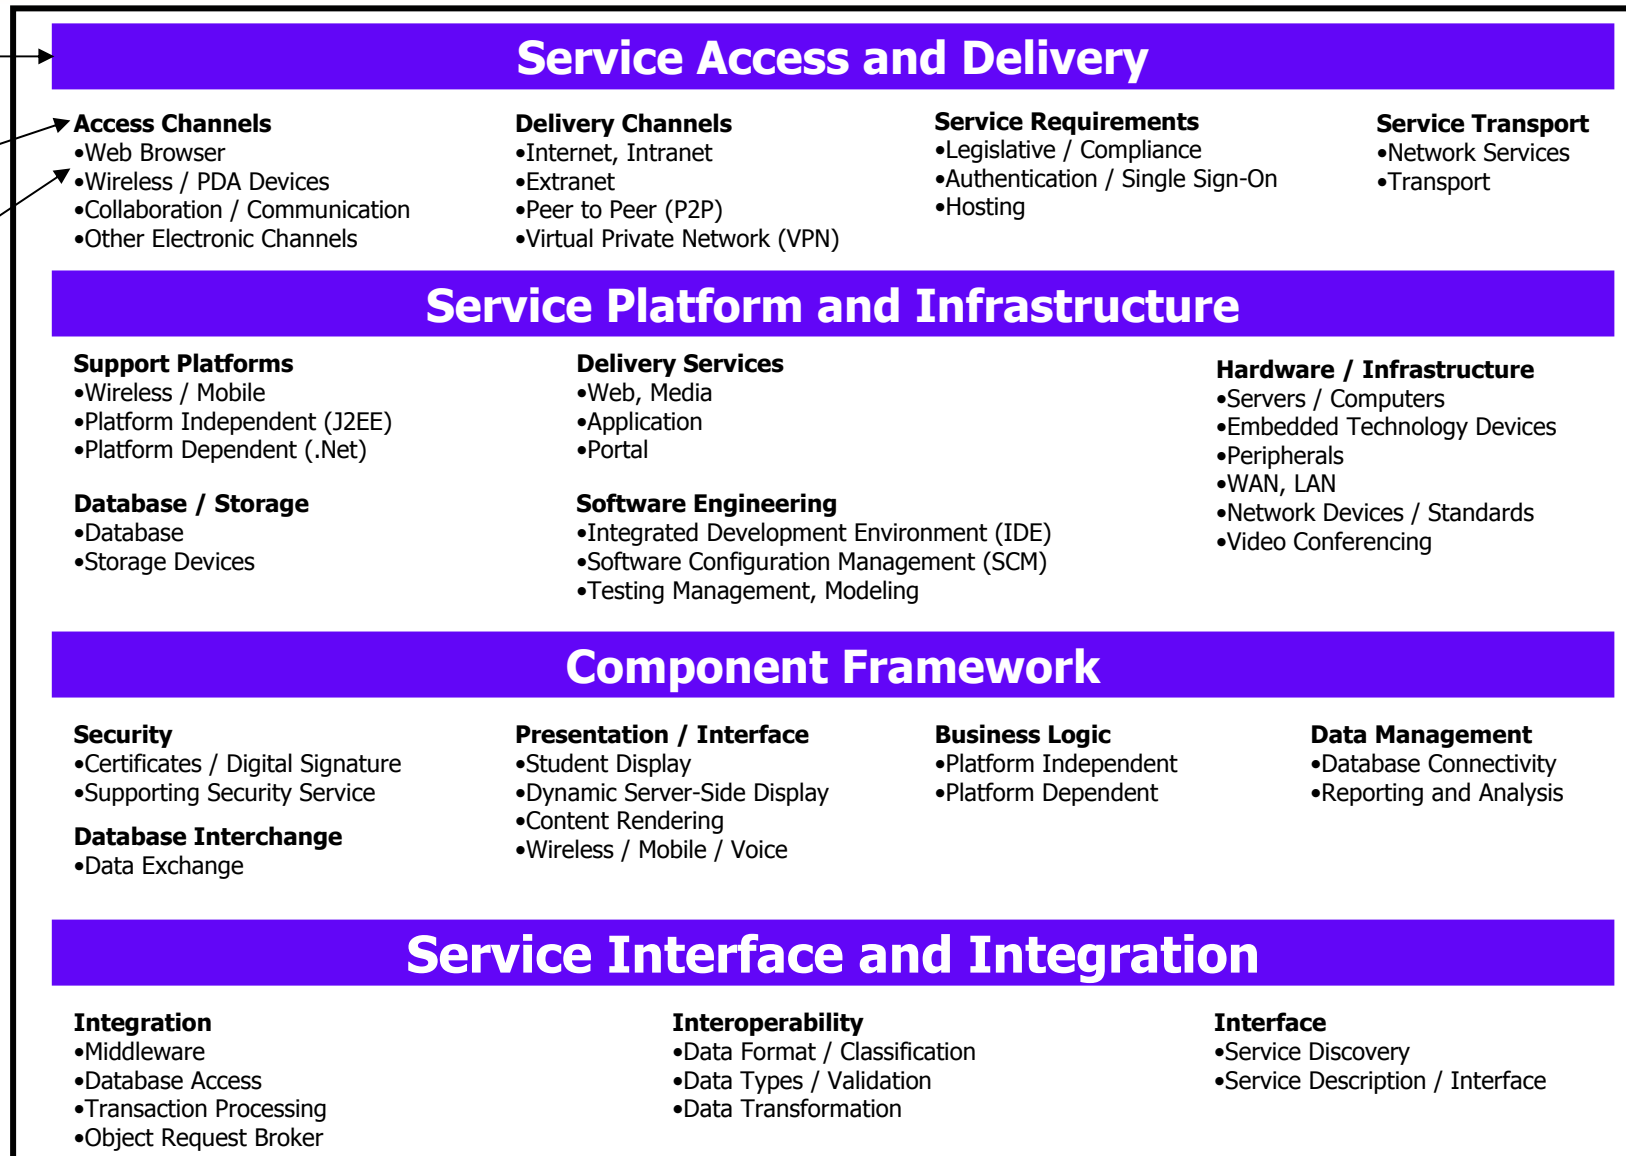 Service Access and Delivery
Access Channels
•Web Browser
•Wireless / PDA Devices
•Collaboration / Communication
•Other Electronic Channels
Delivery Channels
•Internet, Intranet
•Extranet
•Peer to Peer (P2P)
•Virtual Private Network (VPN)
Service Requirements
•Legislative / Compliance
•Authentication / Single Sign-On
•Hosting
Service Transport
•Network Services
•Transport
Service Platform and Infrastructure
Support Platforms
•Wireless / Mobile
•Platform Independent (J2EE)
•Platform Dependent (.Net)
Database / Storage
•Database
•Storage Devices
Delivery Services
•Web, Media
•Application
•Portal
Software Engineering
•Integrated Development Environment (IDE)
•Software Configuration Management (SCM)
•Testing Management, Modeling
Hardware / Infrastructure
•Servers / Computers
•Embedded Technology Devices
•Peripherals
•WAN, LAN
•Network Devices / Standards
•Video Conferencing
Component Framework
Security
•Certificates / Digital Signature
•Supporting Security Service
Database Interchange
•Data Exchange
Presentation / Interface
•Student Display
•Dynamic Server-Side Display
•Content Rendering
•Wireless / Mobile / Voice
Business Logic
•Platform Independent
•Platform Dependent
Data Management
•Database Connectivity
•Reporting and Analysis
Service Interface and Integration
Integration
•Middleware
•Database Access
•Transaction Processing
•Object Request Broker
Interoperability
•Data Format / Classification
•Data Types / Validation
•Data Transformation
Interface
•Service Discovery
•Service Description / Interface